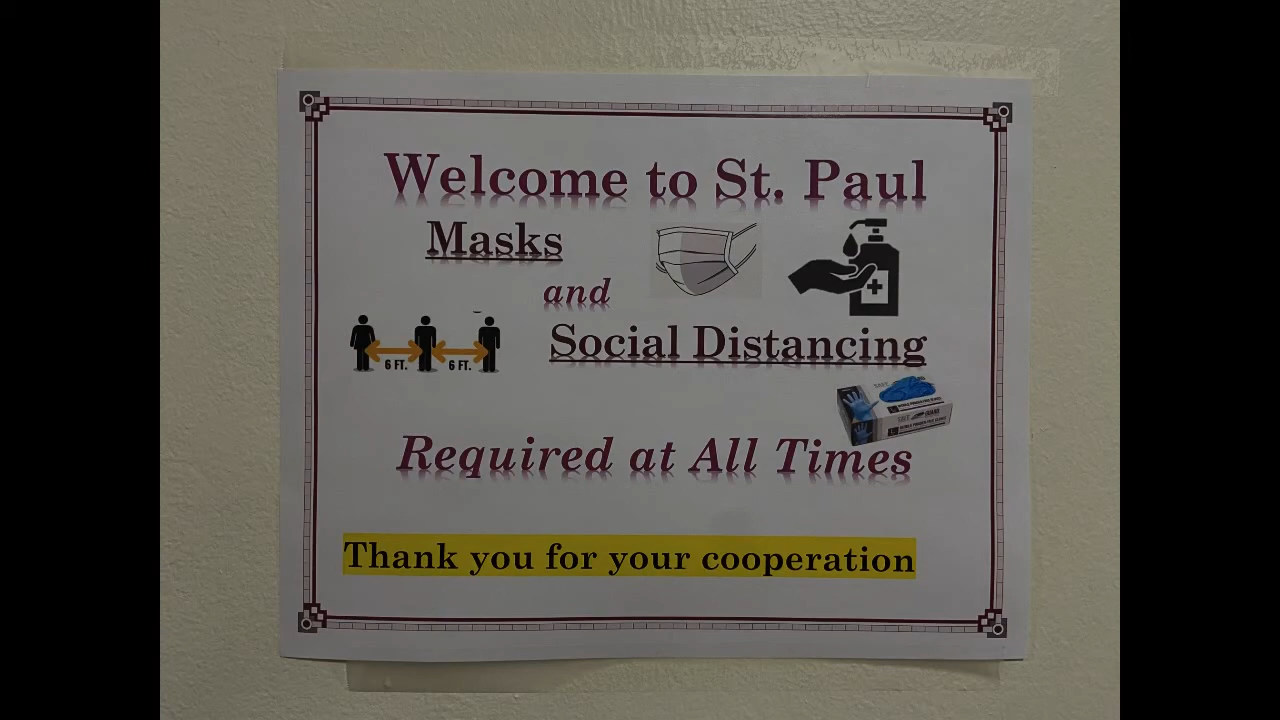 Welcome to St. Paul
Masks
and
Social Distancing
6 FT. 6 FT.
Required at All Times
Thank you for your cooperation